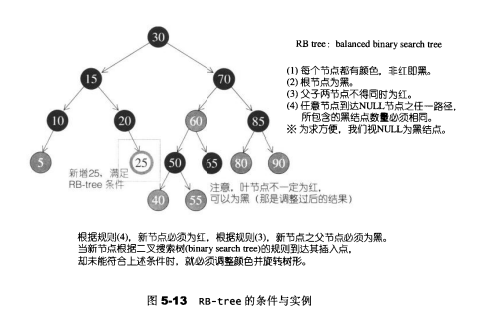 30
RB tree: balanced binary search tree
15
70
(1) 每个节点都有颜色，非红即黑。
(2) 根节点为黑。
(3) 父子两节点不得同时为红。
(4) 任意节点到达NULL节点之任一路径，
所包含的黑结点数量必须相同。
※ 为求方便，我们视NULL为黑结点。
10
20
60
85
5
25
50
65
80
90
新增25，满足
RB-tree 条件
注意，叶节点不一定为红，
可以为黑（那是调整过后的结果）
40
55
根据规则(4)，新节点必须为红，根据规则(3)，新节点之父节点必须为黑。
当新节点根据二叉搜索树(binary search tree)的规则到达其插入点，
却未能符合上述条件时，就必须调整颜色并旋转树形。
图 5-13 RB-tree 的条件与实例